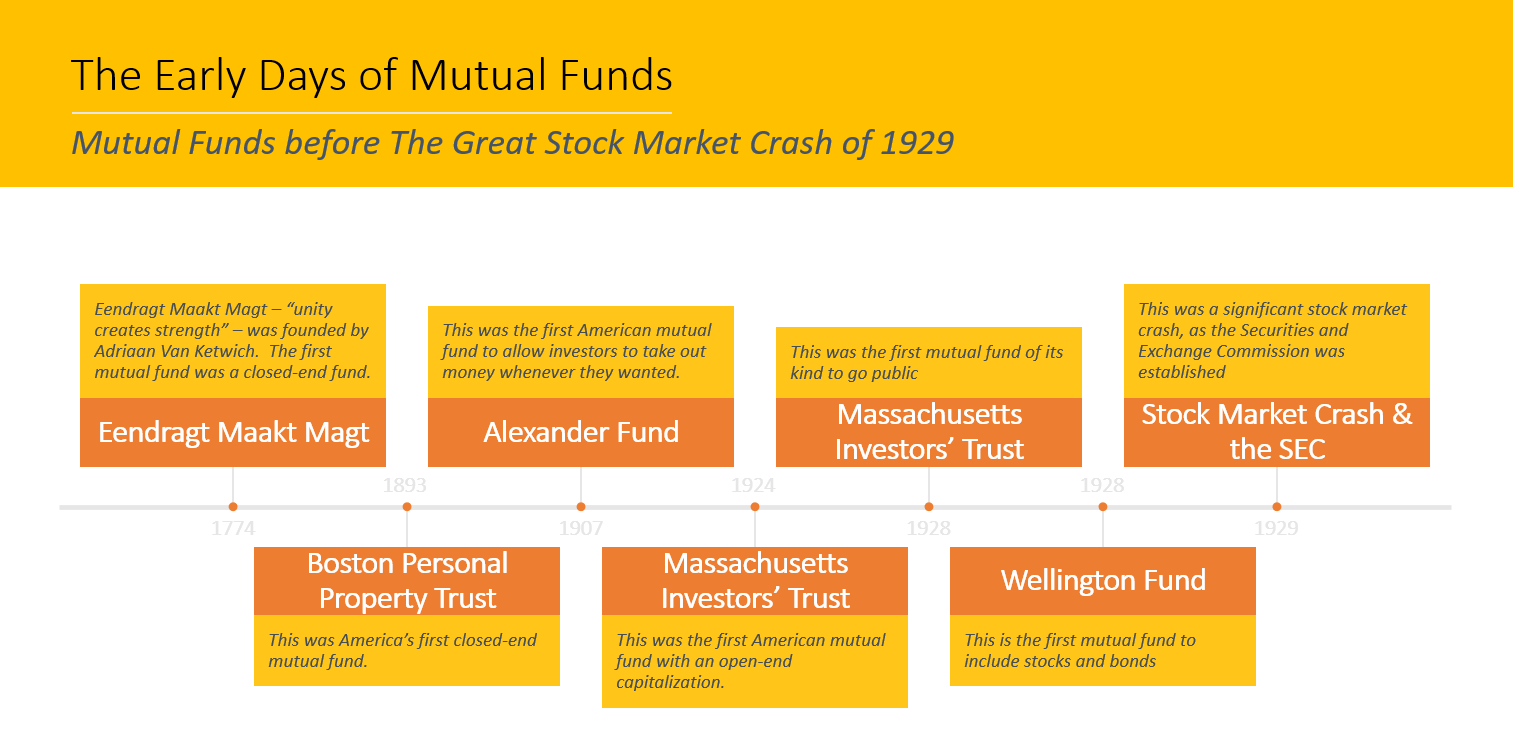 The Early Days of Mutual Funds
Mutual Funds before The Great Stock Market Crash of 1929
Eendragt Maakt Magt – “unity
creates strength” – was founded by
Adriaan Van Ketwich.  The first
mutual fund was a closed-end fund.
Eendragt Maakt Magt
1774
1893
Boston Personal
Property Trust
This was America’s first closed-end
mutual fund.
This was the first American mutual
fund to allow investors to take out
money whenever they wanted.
Alexander Fund
1907
1924
Massachusetts
Investors’ Trust
This was the first American mutual
fund with an open-end
capitalization.
This was the first mutual fund of its
kind to go public
Massachusetts
Investors’ Trust
1928
1928
Wellington Fund
This is the first mutual fund to
include stocks and bonds
This was a significant stock market
crash, as the Securities and
Exchange Commission was
established
Stock Market Crash &
the SEC
1929